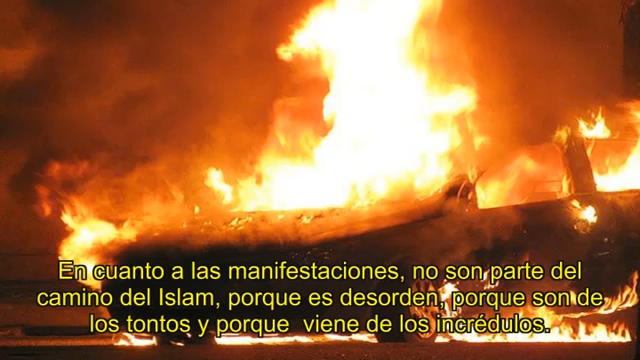 En cuanto a las manifestaciones, no son parte del
camino del Islam, porque es desorden, porque son de
los tontos y porque  viene de los incrédulos.